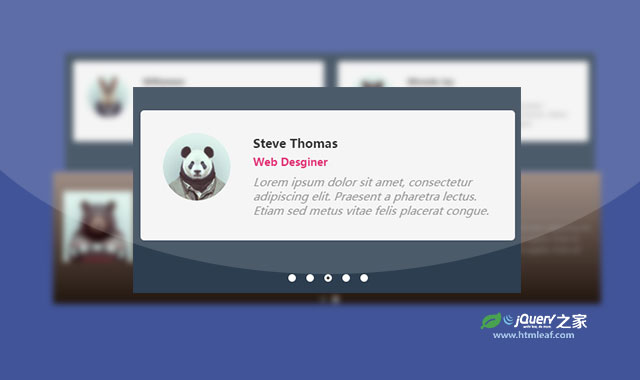 Steve Thomas
Web Desginer
Lorem ipsum dolor sit amet, consectetur
adipiscing elit. Praesent a pharetra lectus.
Etiam sed metus vitae felis placerat congue.
jQuery之家
www.htmleaf.com